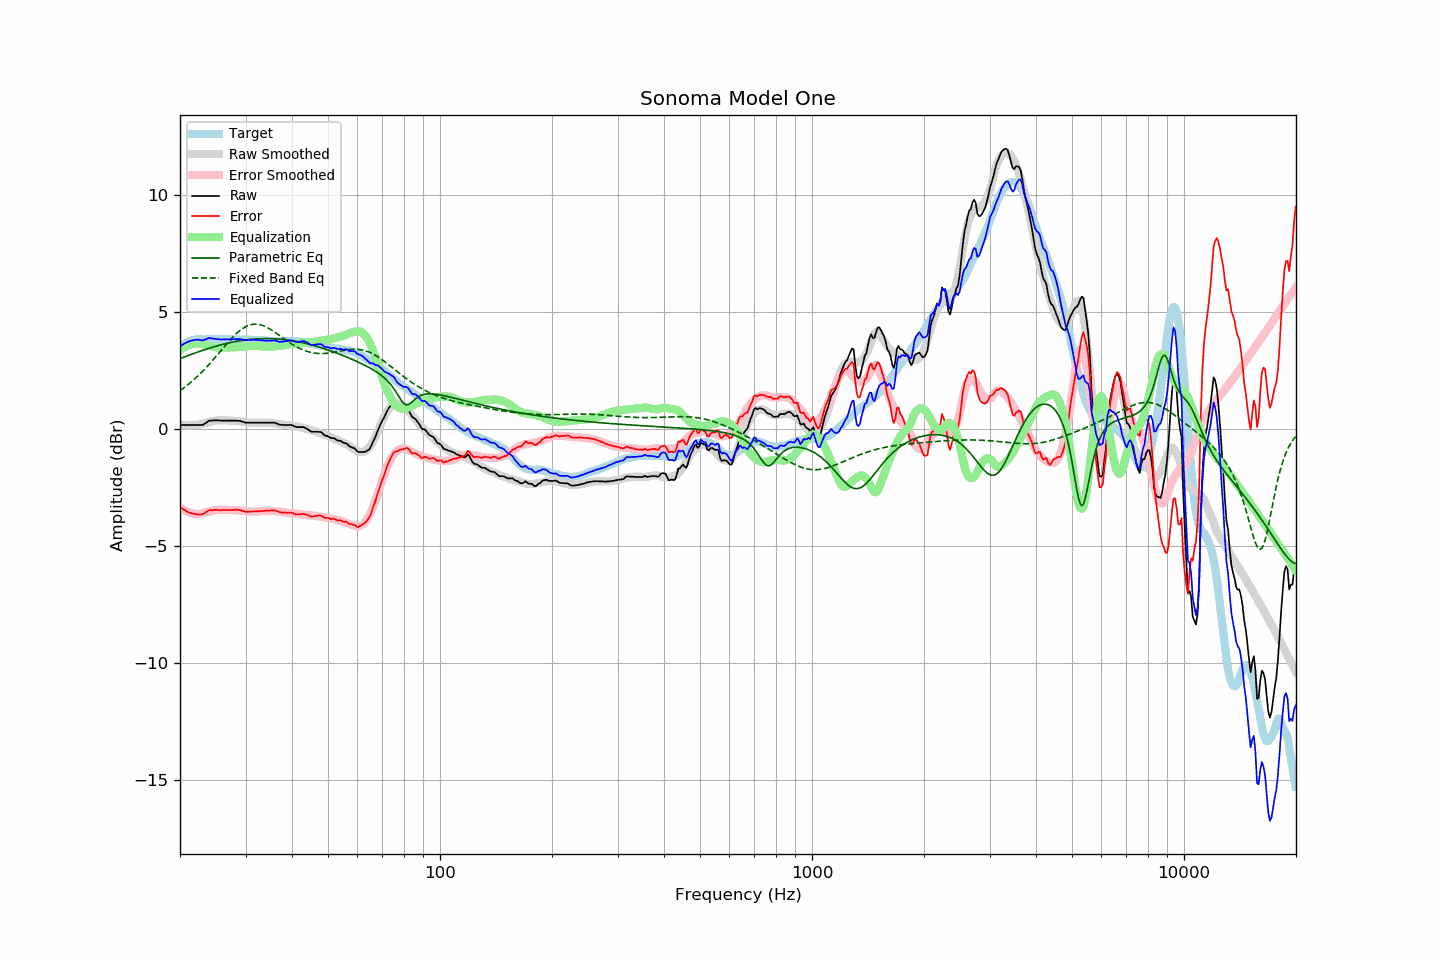 Sonoma Model One
Target
Raw Smoothed
Error Smoothed
Raw
Error
Equalization
Parametric Eq
Fixed Band Eq
Equalized
10
5
0
−5
−10
−15
Amplitude (dBr)
100
1000
10000
Frequency (Hz)